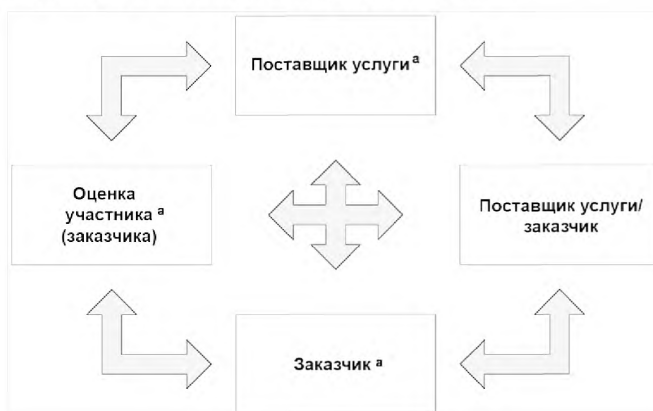 Поставщик услуги a
Оценка
участника a
(заказчика)
Поставщик услуги/
заказчик
Заказчик a